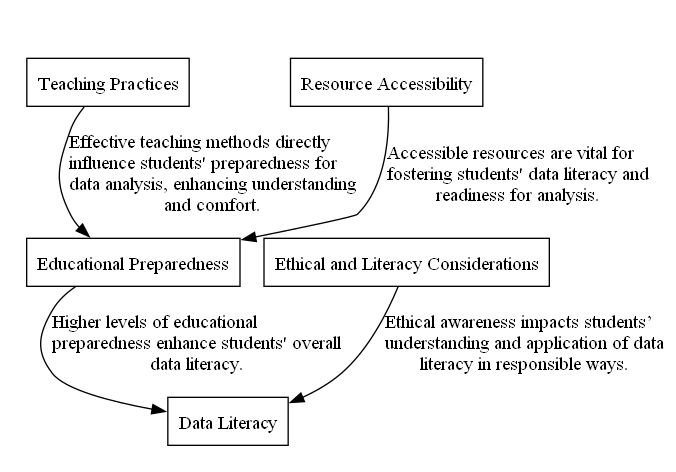 Teaching Practices
Resource Accessibility
Effective teaching methods directly
influence students' preparedness for
data analysis, enhancing understanding
and comfort.
Accessible resources are vital for
fostering students' data literacy and
readiness for analysis.
Educational Preparedness
Ethical and Literacy Considerations
Higher levels of educational
preparedness enhance students' overall
data literacy.
Ethical awareness impacts students’
understanding and application of data
literacy in responsible ways.
Data Literacy